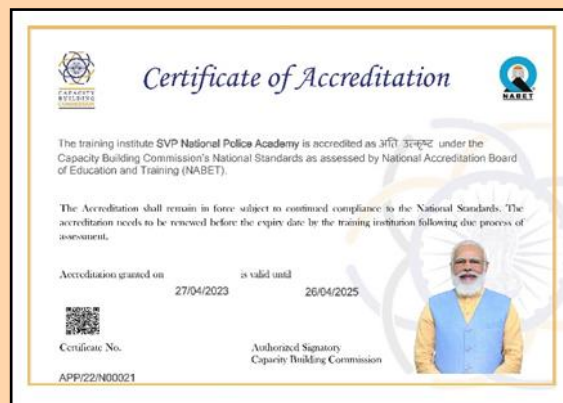 CAPACITY
BUILDING
COMMISSION
Certificate of Accreditation
NABET
The training institute SVP National Police Academy is accredited as अति उत्कृष्ट under the
Capacity Building Commission's National Standards as assessed by National Accreditation Board
of Education and Training (NABET).
The Accreditation shall remain in force subject to continued compliance to the National Standards. The
accreditation needs to be renewed before the expiry date by the training institution following due process of
assessment.
Accreditation granted on is valid until
27/04/2023 26/04/2025
Certificate No. Authorized Signatory
Capacity Building Commission
APP/22/N00021